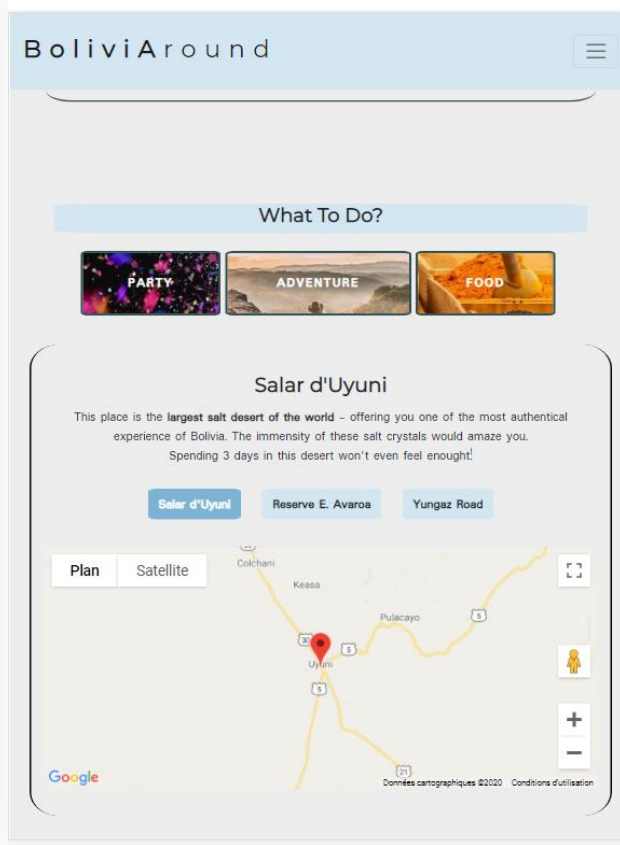 BoliviAround
What To Do?
PARTY
ADVENTURE
FOOD
Salar d'Uyuni
This place is the largest salt desert of the world - offering you one of the most authentical
experience of Bolivia. The immensity of these salt crystals would amaze you.
Spending 3 days in this desert won't even feel enought!
Salar d'Uyuni
Reserve E. Avaroa
Yungaz Road
Plan
Satellite
Colchani
Keasa
Pulacayo
5
30
5
Uyuni
5
21
Google
Données cartographiques ©2020
Conditions d'utilisation